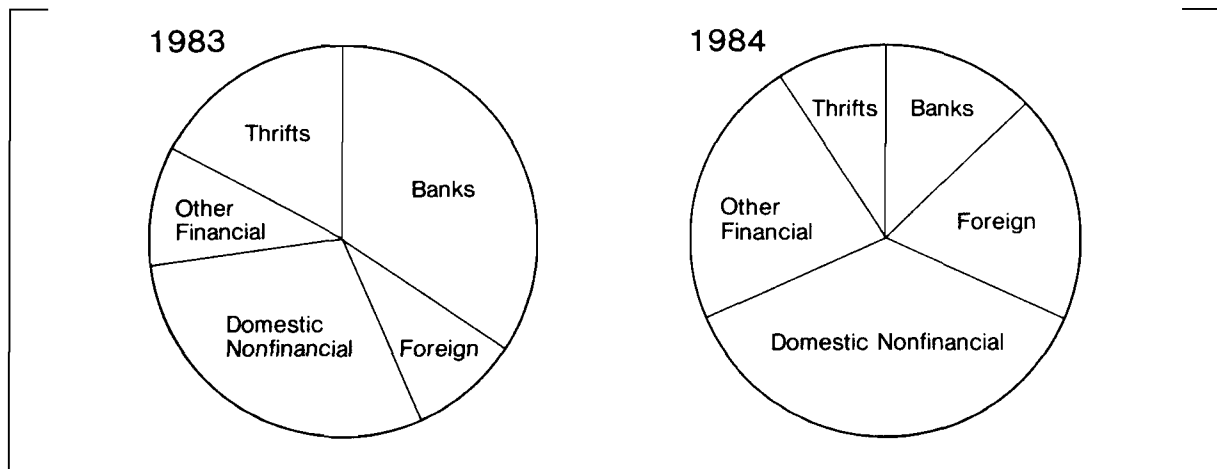 1983
Thrifts
Banks
Other
Financial
Domestic
Nonfinancial
Foreign
1984
Thrifts
Banks
Other
Financial
Foreign
Domestic Nonfinancial